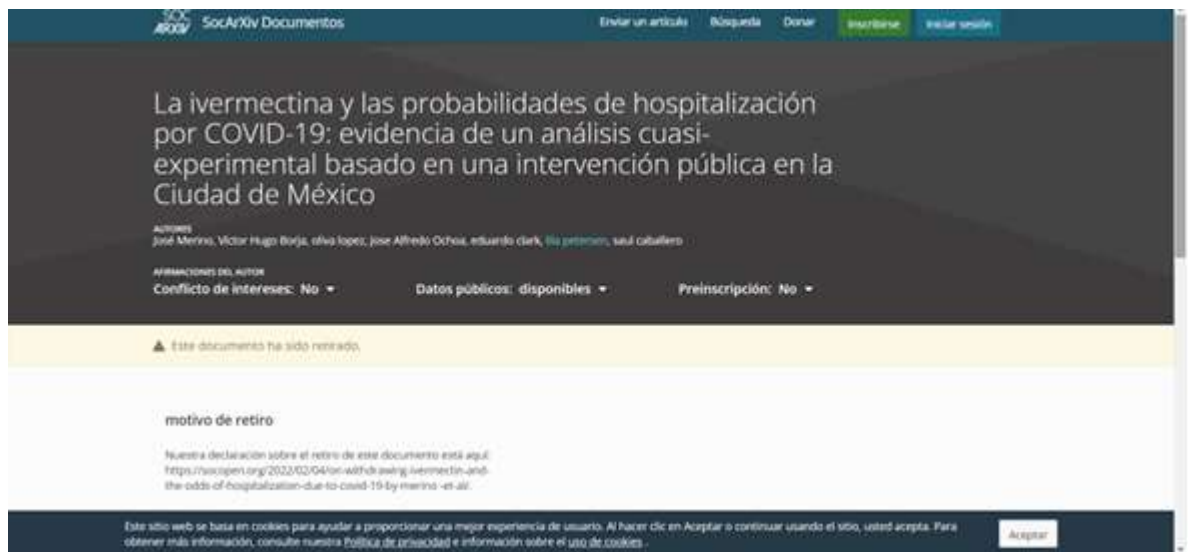 SOC
ARXIV
SocArXiv Documentos
Enviar un artículo Búsqueda Donar Inscribirse Iniciar sesión
La ivermectina y las probabilidades de hospitalización
por COVID-19: evidencia de un análisis cuasi-
experimental basado en una intervención pública en la
Ciudad de México
AUTORES
José Merino, Victor Hugo Borja, oliva lopez, Jose Alfredo Ochoa, eduardo clark, lila petersen, saul caballero
AFIRMACIONES DEL AUTOR
Conflicto de intereses: No Datos públicos: disponibles Preinscripción: No
Este documento ha sido retirado.
motivo de retiro
Nuestra declaración sobre el retiro de este documento está aquí:
https://socopen.org/2022/02/04/on-withdrawing-ivermectin-and-
the-odds-of-hospitalization-due-to-covid-19-by-merino -et-al/.
Este sitio web se basa en cookies para ayudar a proporcionar una mejor experiencia de usuario. Al hacer clic en Aceptar o continuar usando el sitio, usted acepta. Para
obtener más información, consulte nuestra Política de privacidad e información sobre el uso de cookies .
Aceptar